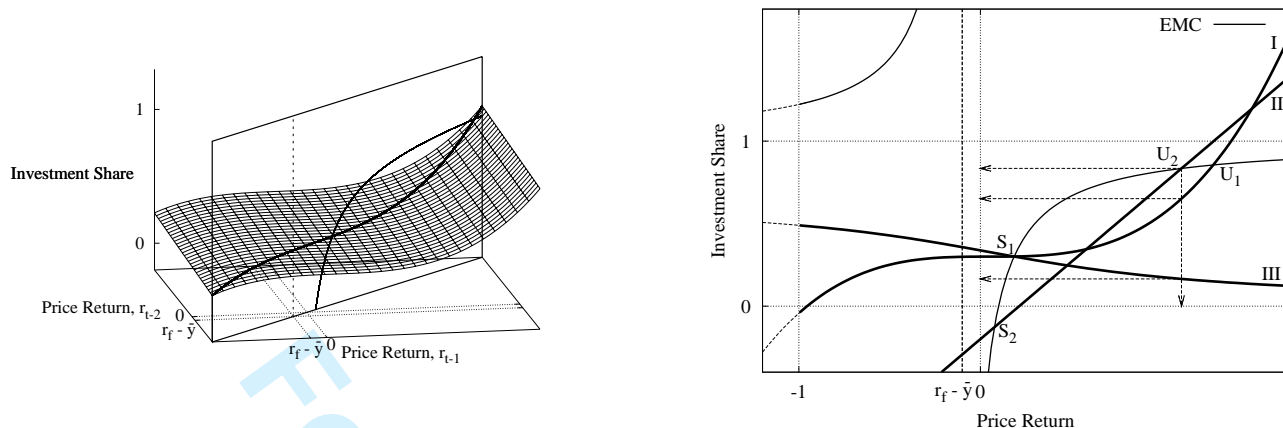 1
Investment Share
0
Price Return, r_{t-2} 0
r_f - ȳ
r_f - ȳ 0 Price Return, r_{t-1}
EMC
I
II
1
U_2
U_1
Investment Share
S_1
III
0
S_2
-1 r_f - ȳ 0
Price Return